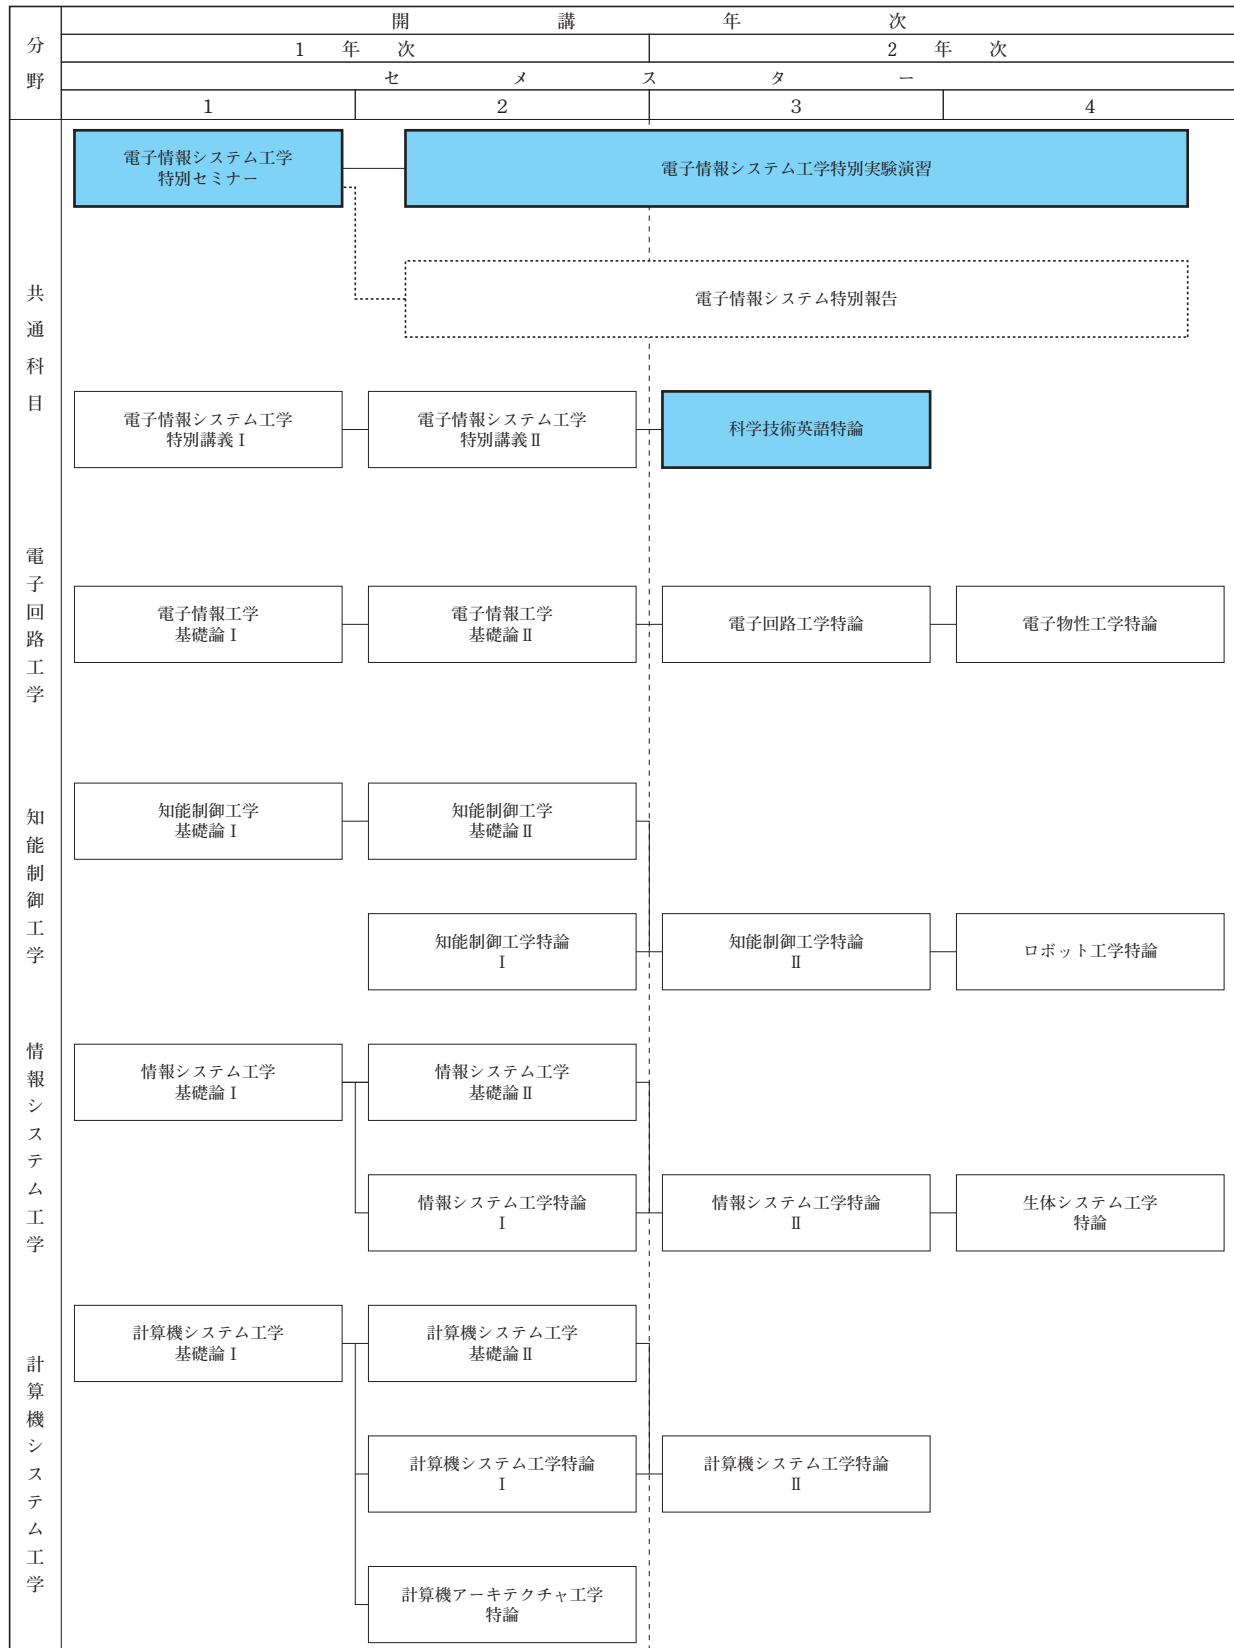 分野
開講年次
1年次
2年次
セメスター
1
2
3
4
共通科目
電子情報システム工学
特別セミナー
電子情報システム工学特別実験演習
電子情報システム特別報告
電子情報システム工学
特別講義Ⅰ
電子情報システム工学
特別講義Ⅱ
科学技術英語特論
電子回路工学
電子情報工学
基礎論Ⅰ
電子情報工学
基礎論Ⅱ
電子回路工学特論
電子物性工学特論
知能制御工学
知能制御工学
基礎論Ⅰ
知能制御工学
基礎論Ⅱ
知能制御工学特論
Ⅰ
知能制御工学特論
Ⅱ
ロボット工学特論
情報システム工学
情報システム工学
基礎論Ⅰ
情報システム工学
基礎論Ⅱ
情報システム工学特論
Ⅰ
情報システム工学特論
Ⅱ
生体システム工学
特論
計算機システム工学
計算機システム工学
基礎論Ⅰ
計算機システム工学
基礎論Ⅱ
計算機システム工学特論
Ⅰ
計算機システム工学特論
Ⅱ
計算機アーキテクチャ工学
特論